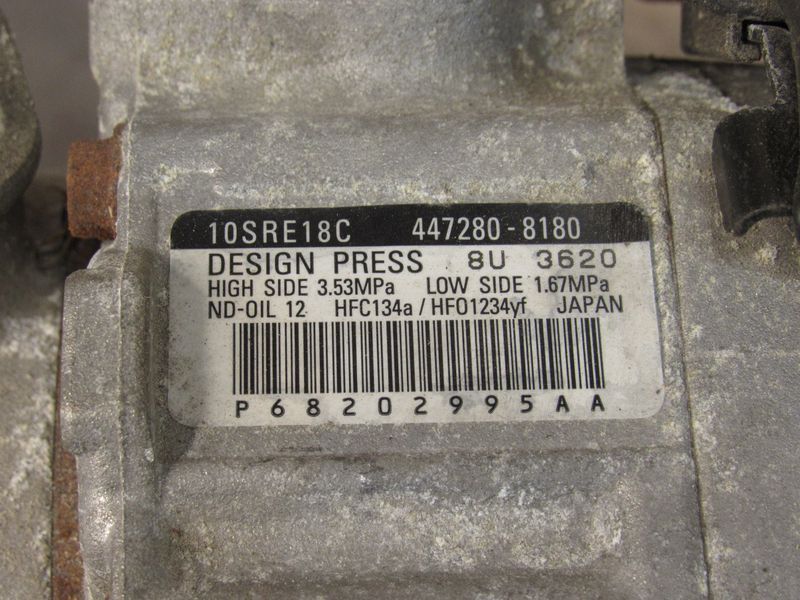 10SRE18C 447280-8180
DESIGN PRESS 8U 3620
HIGH SIDE 3.53MPa LOW SIDE 1.67MPa
ND-OIL 12 HFC134a/HFO1234yf JAPAN
P68202995AA